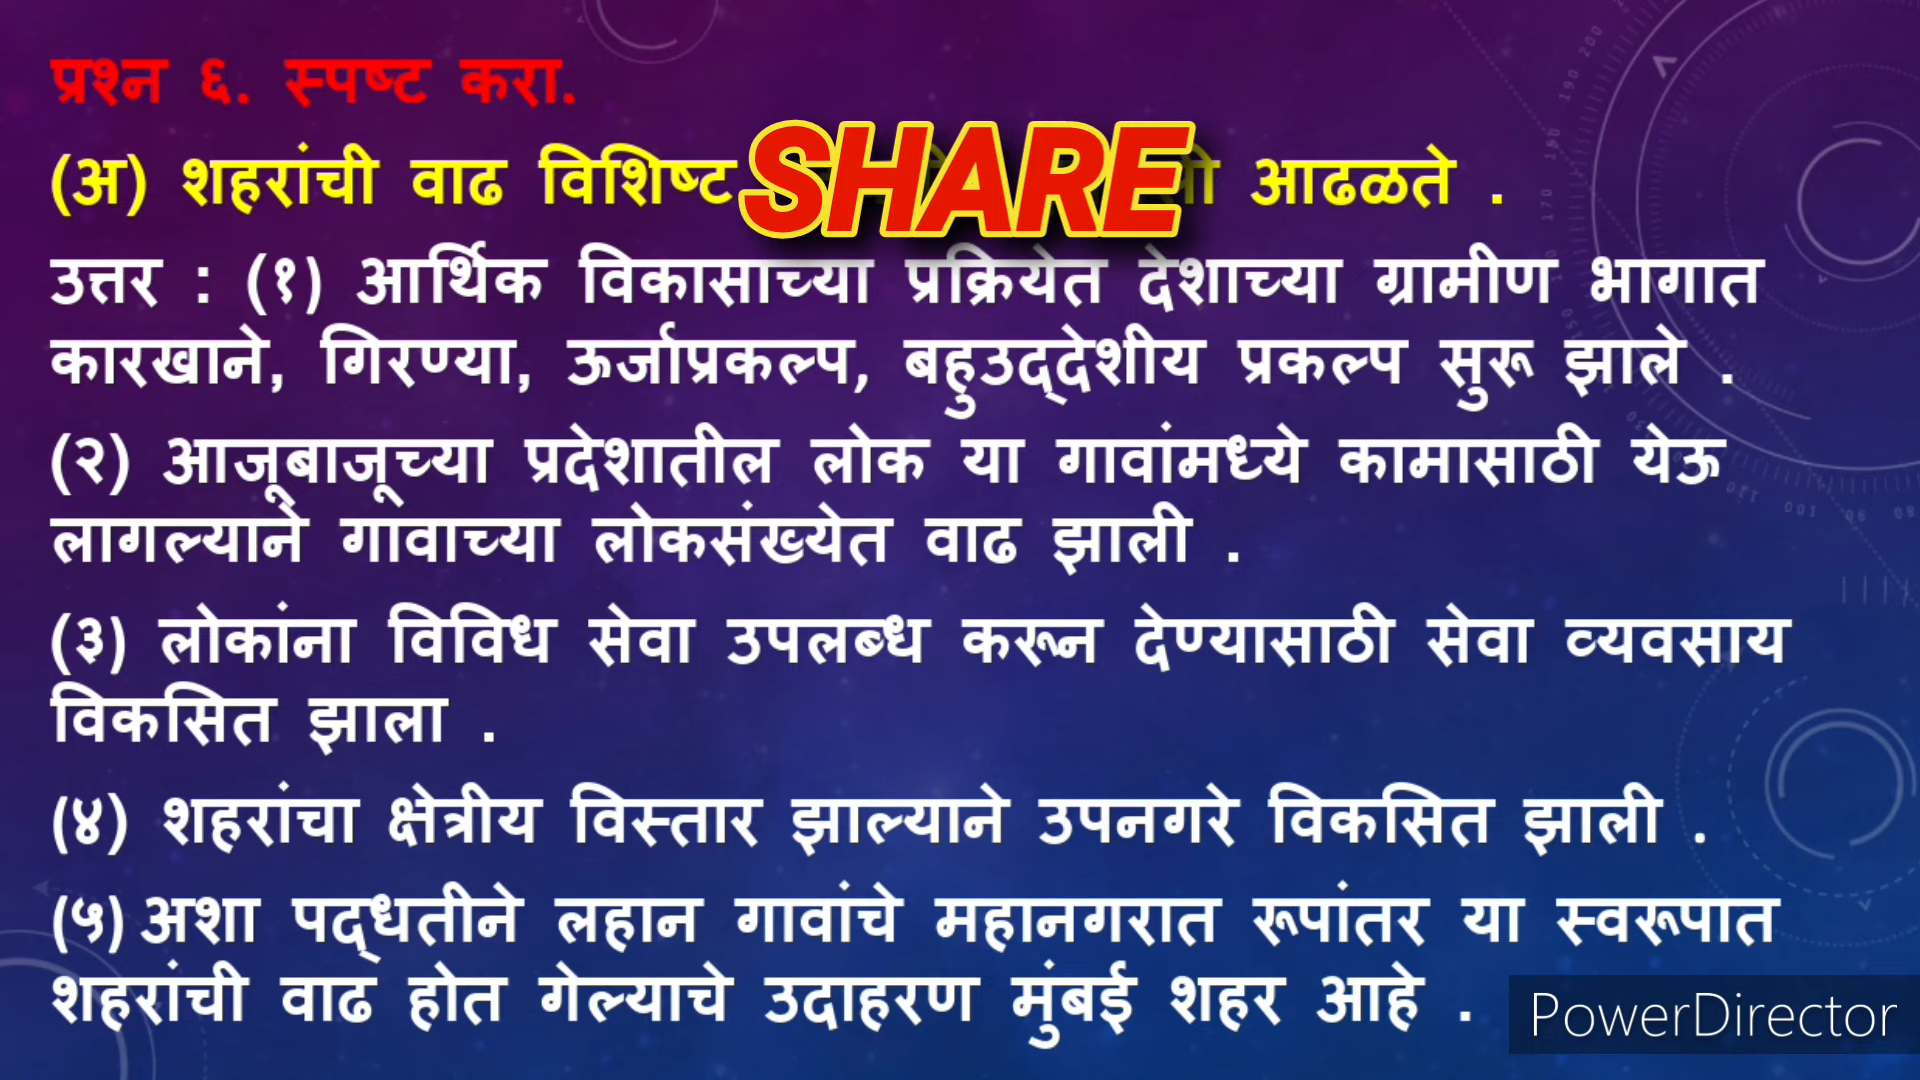 प्रश्न ६. स्पष्ट करा.
(अ) शहरांची वाढ विशिष्ट SHARE आढळते .
उत्तर : (१) आर्थिक विकासाच्या प्रक्रियेत देशाच्या ग्रामीण भागात
कारखाने, गिरण्या, ऊर्जाप्रकल्प, बहुउद्‌देशीय प्रकल्प सुरू झाले .
(२) आजूबाजूच्या प्रदेशातील लोक या गावांमध्ये कामासाठी येऊ
लागल्याने गावाच्या लोकसंख्येत वाढ झाली .
(३) लोकांना विविध सेवा उपलब्ध करून देण्यासाठी सेवा व्यवसाय
विकसित झाला .
(४) शहरांचा क्षेत्रीय विस्तार झाल्याने उपनगरे विकसित झाली .
(५) अशा पद्‌धतीने लहान गावांचे महानगरात रूपांतर या स्वरूपात
शहरांची वाढ होत गेल्याचे उदाहरण मुंबई शहर आहे .
PowerDirector